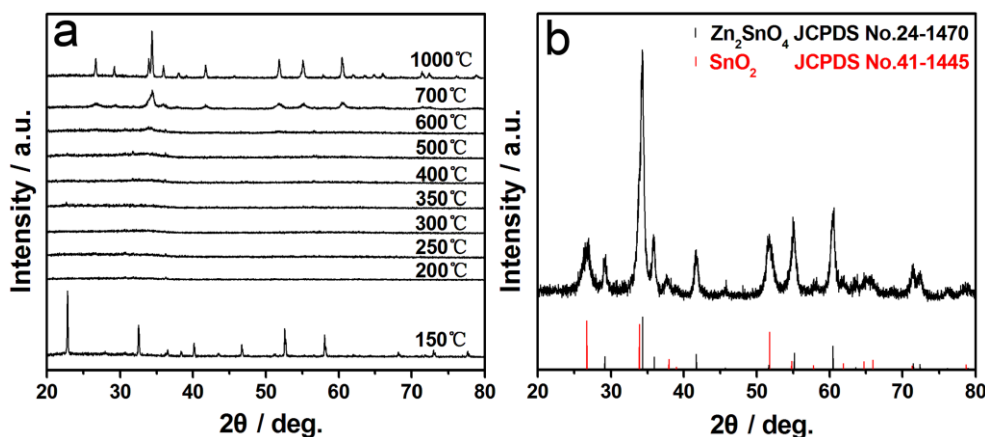 a
1000℃
700℃
600℃
500℃
400℃
350℃
300℃
250℃
200℃
150℃
Intensity / a.u.
20 30 40 50 60 70 80
2θ / deg.
b
Zn₂SnO₄ JCPDS No.24-1470
SnO₂ JCPDS No.41-1445
Intensity / a.u.
20 30 40 50 60 70 80
2θ / deg.